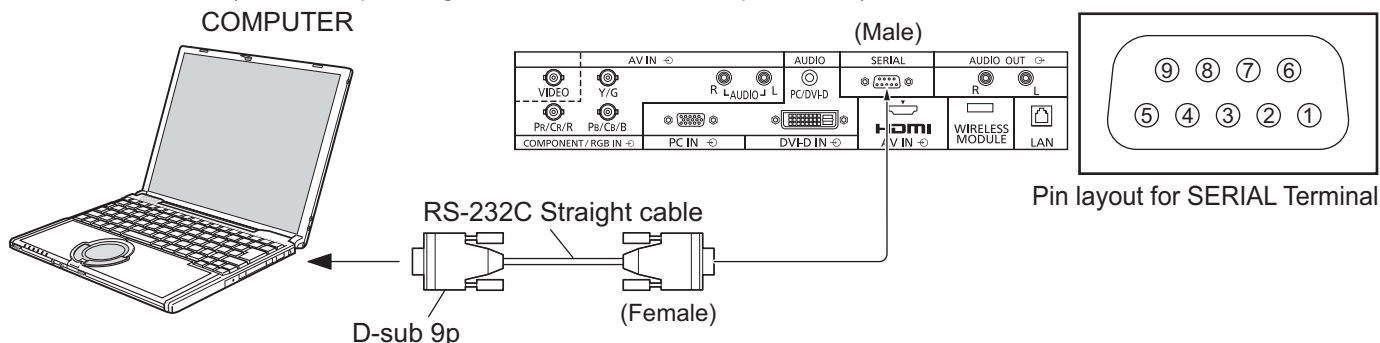 COMPUTER
(Male)
AV IN
AUDIO
SERIAL
AUDIO OUT
VIDEO
Y/G
R AUDIO L
PC/DVI-D
R
L
PR/CR/R
PB/CB/B
HDMI
WIRELESS
MODULE
COMPONENT/RGB IN
PC IN
DVI-D IN
AV IN
LAN
9 8 7 6
5 4 3 2 1
Pin layout for SERIAL Terminal
RS-232C Straight cable
(Female)
D-sub 9p